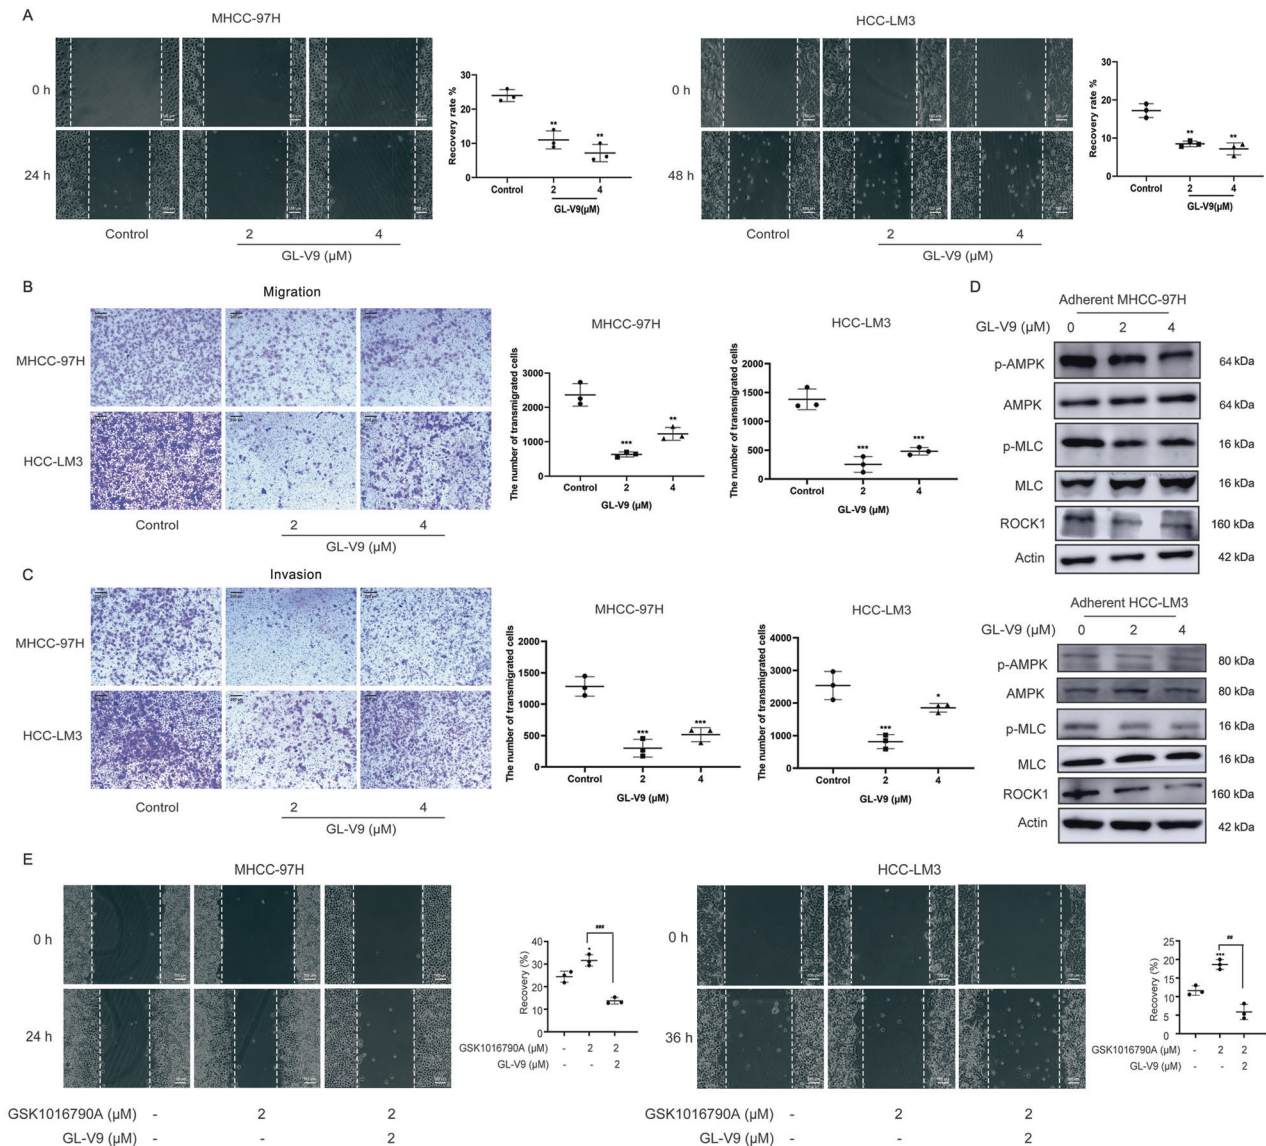 A
MHCC-97H
HCC-LM3
0 h
24 h
Recovery rate %
30
20
10
0
**
**
Control
2
4
GL-V9(μM)
Control
2
4
GL-V9 (μM)
0 h
48 h
Recovery rate %
30
20
10
0
**
**
Control
2
4
GL-V9(μM)
Control
2
4
GL-V9 (μM)
B
Migration
MHCC-97H
HCC-LM3
Control
2
4
GL-V9 (μM)
MHCC-97H
The number of transmigrated cells
3000
2000
1000
0
***
**
Control
2
4
GL-V9 (μM)
HCC-LM3
The number of transmigrated cells
2000
1500
1000
500
0
***
***
Control
2
4
GL-V9 (μM)
C
Invasion
MHCC-97H
HCC-LM3
Control
2
4
GL-V9 (μM)
MHCC-97H
The number of transmigrated cells
2000
1500
1000
500
0
***
***
Control
2
4
GL-V9 (μM)
HCC-LM3
The number of transmigrated cells
4000
3000
2000
1000
0
***
*
Control
2
4
GL-V9 (μM)
D
Adherent MHCC-97H
GL-V9 (μM) 0 2 4
p-AMPK 64 kDa
AMPK 64 kDa
p-MLC 16 kDa
MLC 16 kDa
ROCK1 160 kDa
Actin 42 kDa
Adherent HCC-LM3
GL-V9 (μM) 0 2 4
p-AMPK 80 kDa
AMPK 80 kDa
p-MLC 16 kDa
MLC 16 kDa
ROCK1 160 kDa
Actin 42 kDa
E
MHCC-97H
0 h
24 h
Recovery (%)
40
30
20
10
0
*
###
GSK1016790A (μM) - 2 2
GL-V9 (μM) - - 2
GSK1016790A (μM) - 2 2
GL-V9 (μM) - - 2
HCC-LM3
0 h
36 h
Recovery (%)
25
20
15
10
5
0
***
##
GSK1016790A (μM) - 2 2
GL-V9 (μM) - - 2
GSK1016790A (μM) - 2 2
GL-V9 (μM) - - 2